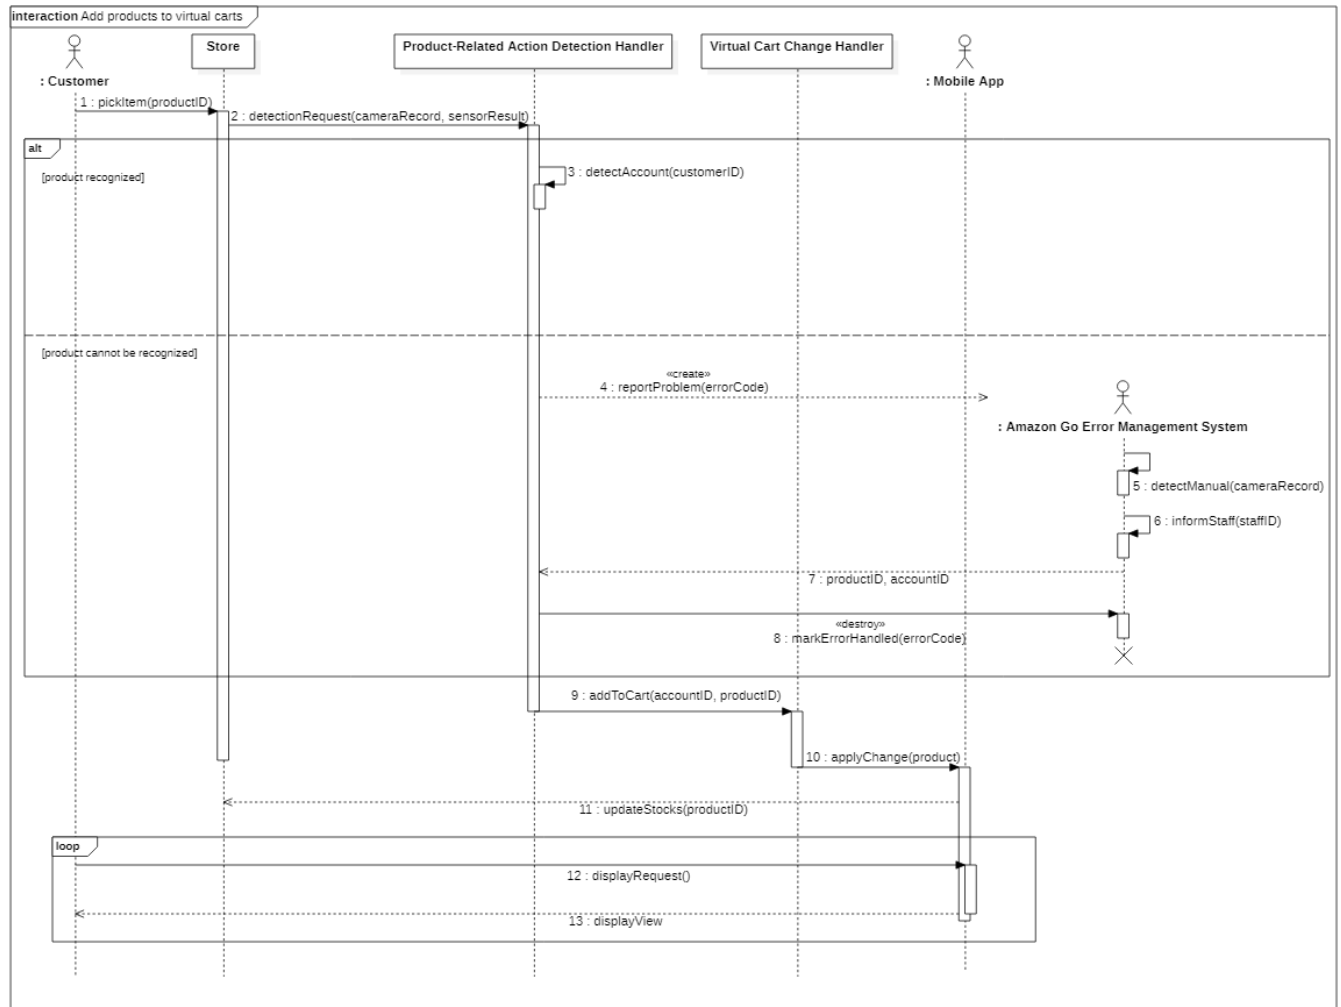 interaction Add products to virtual carts
Store
Product-Related Action Detection Handler
Virtual Cart Change Handler
: Customer
: Mobile App
1 : pickItem(productID)
2 : detectionRequest(cameraRecord, sensorResult)
alt
[product recognized]
3 : detectAccount(customerID)
[product cannot be recognized]
«create»
4 : reportProblem(errorCode)
: Amazon Go Error Management System
5 : detectManual(cameraRecord)
6 : informStaff(staffID)
7 : productID, accountID
«destroy»
8 : markErrorHandled(errorCode)
9 : addToCart(accountID, productID)
10 : applyChange(product)
11 : updateStocks(productID)
loop
12 : displayRequest()
13 : displayView